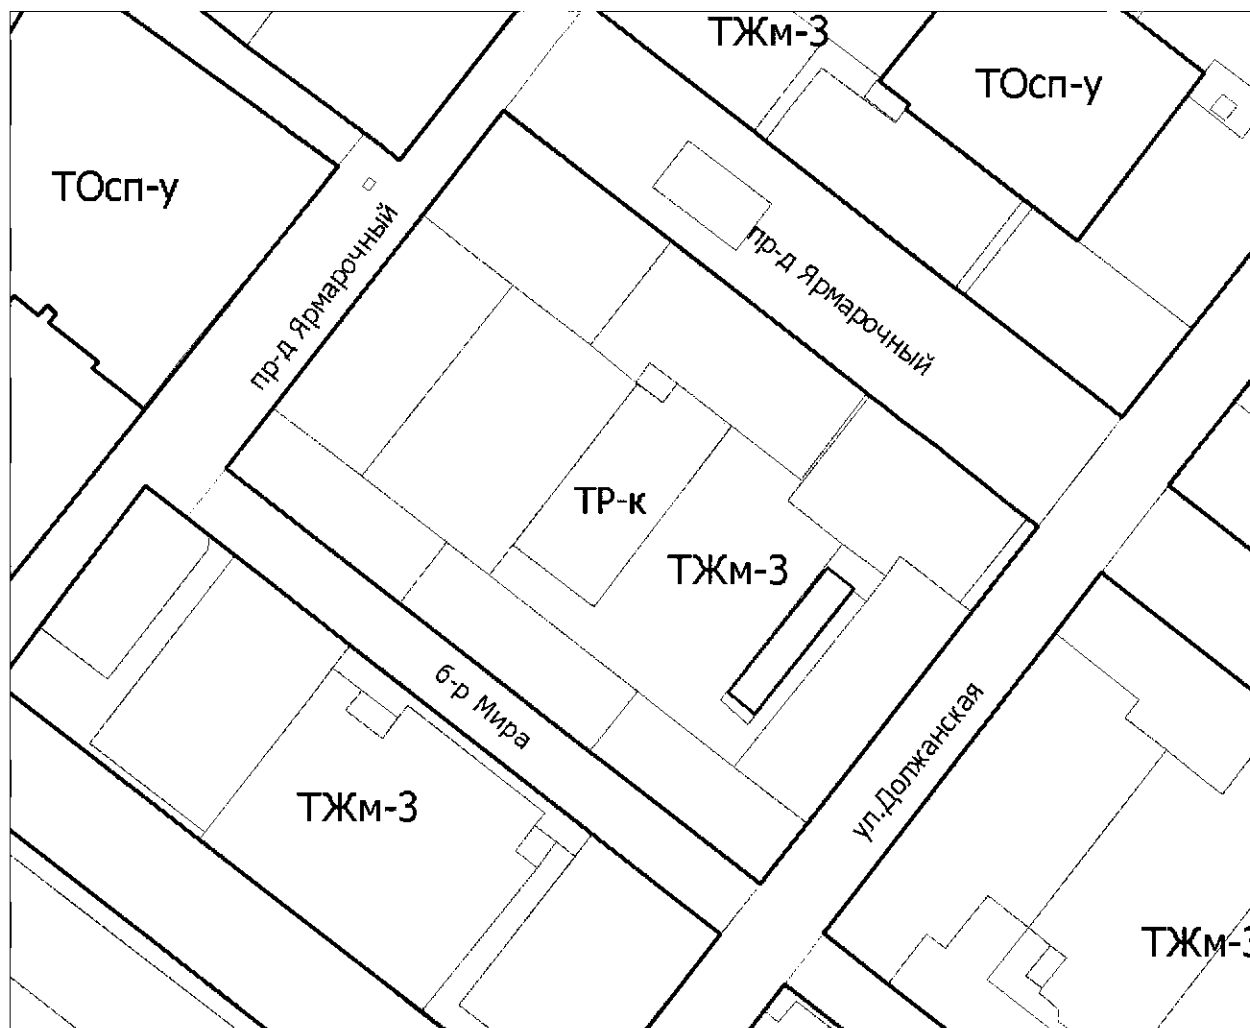 ТЖм-3
ТОсп-у
ТОсп-у
пр-д Ярмарочный
пр-д Ярмарочный
ТР-к
ТЖм-3
б-р Мира
ул.Должанская
ТЖм-3
ТЖм-3